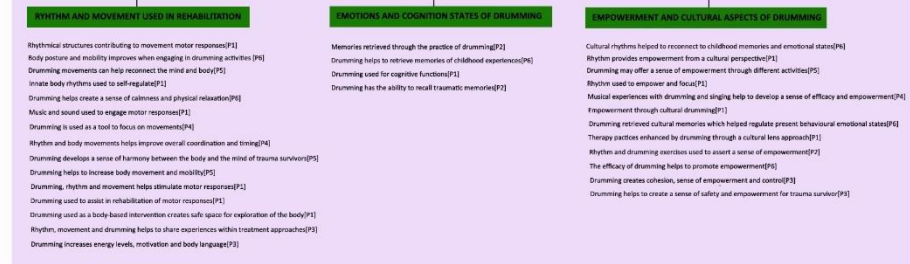 RYHTHM AND MOVEMENT USED IN REHABILITATION
Rhythmical structures contributing to movement motor responses[P1]
Body posture and mobility improves when engaging in drumming activities [P6]
Drumming movements can help reconnect the mind and body[P5]
Innate body rhythms used to self-regulate[P1]
Drumming helps create a sense of calmness and physical relaxation[P6]
Music and sound used to engage motor responses[P1]
Drumming is used as a tool to focus on movements[P4]
Rhythm and body movements helps improve overall coordination and timing[P4]
Drumming develops a sense of harmony between the body and the mind of trauma survivors[P5]
Drumming helps to increase body movement and mobility[P5]
Drumming, rhythm and movement helps stimulate motor responses[P1]
Drumming used to assist in rehabilitation of motor responses[P1]
Drumming used as a body-based intervention creates safe space for exploration of the body[P1]
Rhythm, movement and drumming helps to share experiences within treatment approaches[P3]
Drumming increases energy levels, motivation and body language[P3]
EMOTIONS AND COGNITION STATES OF DRUMMING
Memories retrieved through the practice of drumming[P2]
Drumming helps to retrieve memories of childhood experiences[P6]
Drumming used for cognitive functions[P1]
Drumming has the ability to recall traumatic memories[P2]
EMPOWERMENT AND CULTURAL ASPECTS OF DRUMMING
Cultural rhythms helped to reconnect to childhood memories and emotional states[P6]
Rhythm provides empowerment from a cultural perspective[P1]
Drumming may offer a sense of empowerment through different activities[P5]
Rhythm used to empower and focus[P1]
Musical experiences with drumming and singing help to develop a sense of efficacy and empowerment[P4]
Empowerment through cultural drumming[P1]
Drumming retrieved cultural memories which helped regulate present behavioural emotional states[P6]
Therapy pactices enhanced by drumming through a cultural lens approach[P1]
Rhythm and drumming exercises used to assert a sense of empowerment[P2]
The efficacy of drumming helps to promote empowerment[P6]
Drumming creates cohesion, sense of empowerment and control[P3]
Drumming helps to create a sense of safety and empowerment for trauma survivor[P3]